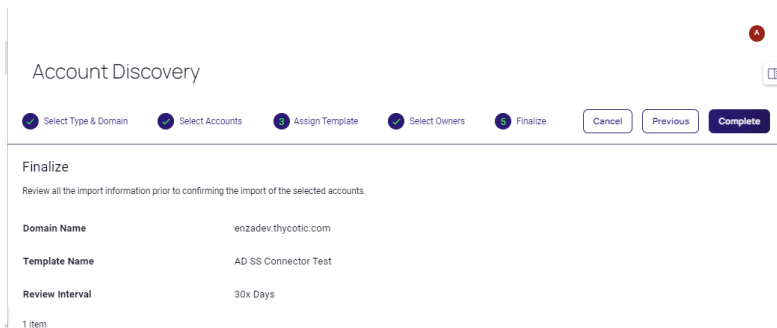 A
Account Discovery
Select Type & Domain Select Accounts 3 Assign Template Select Owners 5 Finalize Cancel Previous Complete
Finalize
Review all the import information prior to confirming the import of the selected accounts.
Domain Name enzadev.thycotic.com
Template Name AD SS Connector Test
Review Interval 30x Days
1 item